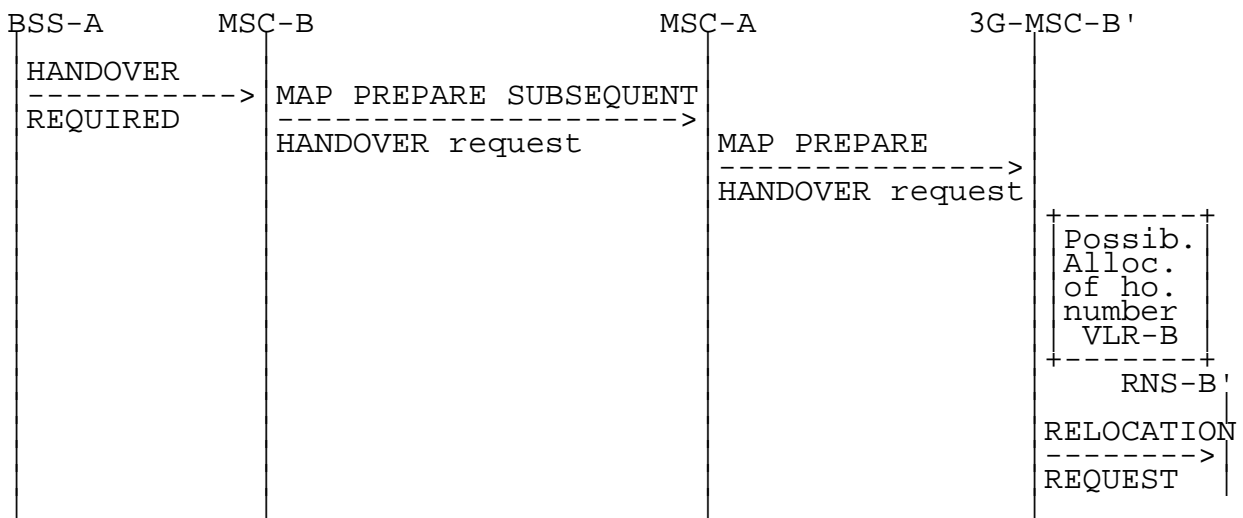 BSS-A MSC-B MSC-A 3G-MSC-B'
HANDOVER
REQUIRED
MAP PREPARE SUBSEQUENT
HANDOVER request
MAP PREPARE
HANDOVER request
Possib.
Alloc.
of ho.
number
VLR-B
RNS-B'
RELOCATION
REQUEST